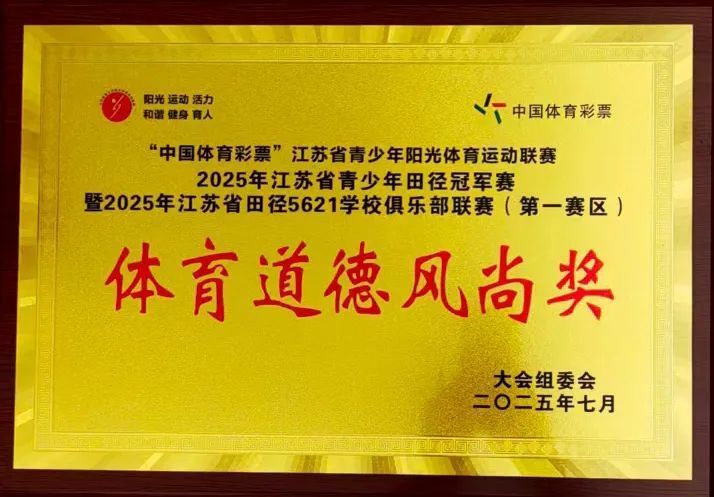 阳光 运动 活力
和谐 健身 育人
中国体育彩票
“中国体育彩票”江苏省青少年阳光体育运动联赛
2025年江苏省青少年田径冠军赛
暨2025年江苏省田径5621学校俱乐部联赛（第一赛区）
体育道德风尚奖
大会组委会
二〇二五年七月